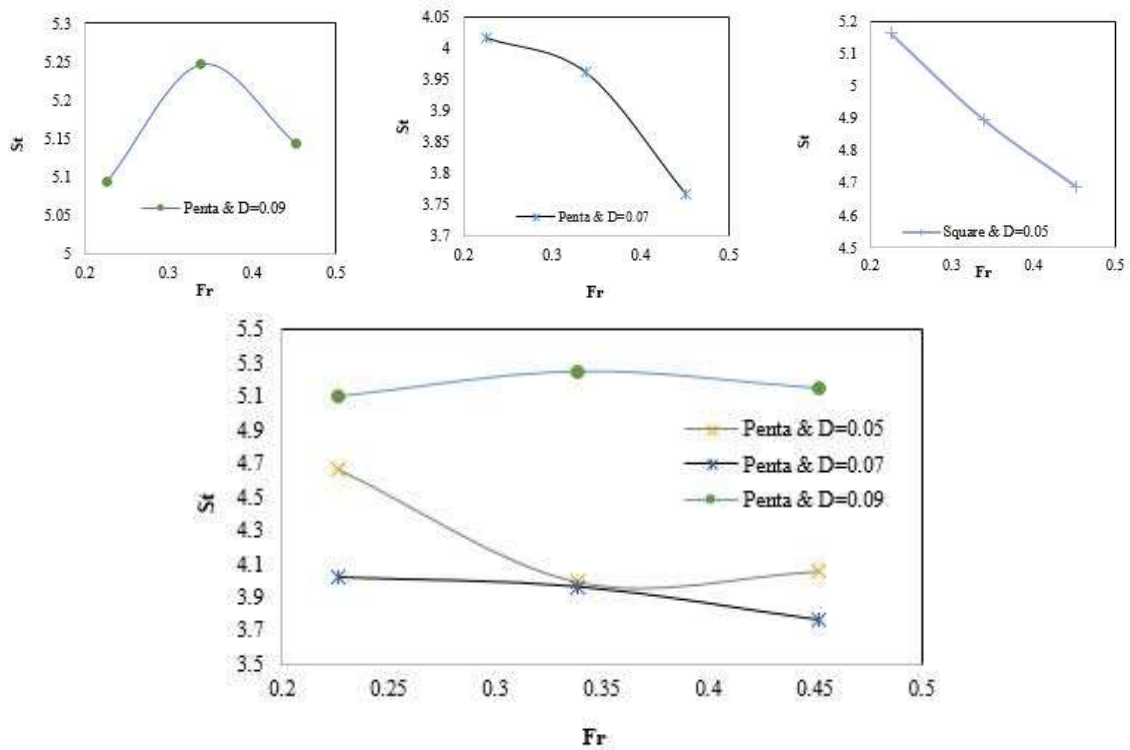 5.3
5.25
5.2
5.15
5.1
5.05
5
St
Penta & D=0.09
0.2 0.3 0.4 0.5
Fr
4.05
4
3.95
3.9
3.85
3.8
3.75
3.7
St
Penta & D=0.07
0.2 0.3 0.4 0.5
Fr
5.2
5.1
5
4.9
4.8
4.7
4.6
4.5
St
Square & D=0.05
0.2 0.3 0.4 0.5
Fr
5.5
5.3
5.1
4.9
4.7
4.5
4.3
4.1
3.9
3.7
3.5
St
Penta & D=0.05
Penta & D=0.07
Penta & D=0.09
0.2 0.25 0.3 0.35 0.4 0.45 0.5
Fr